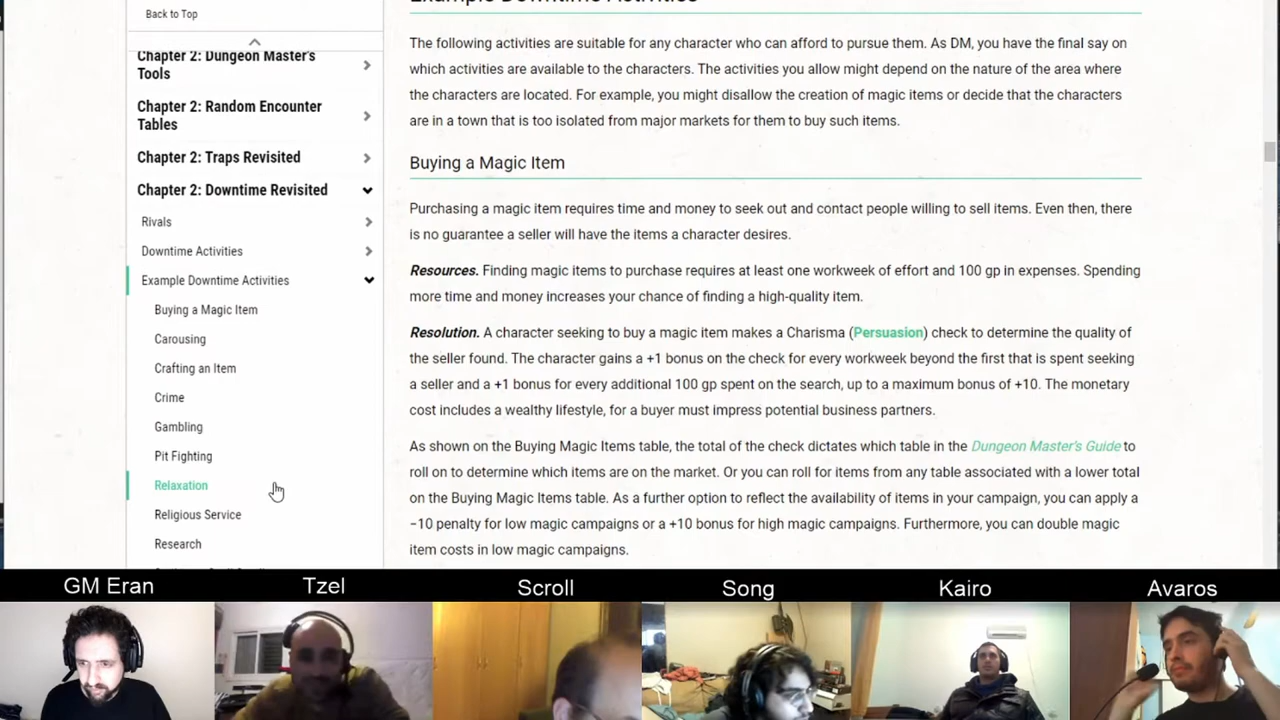 Back to Top
Chapter 2: Dungeon Master's
Tools
Chapter 2: Random Encounter
Tables
Chapter 2: Traps Revisited
Chapter 2: Downtime Revisited
Rivals
Downtime Activities
Example Downtime Activities
Buying a Magic Item
Carousing
Crafting an Item
Crime
Gambling
Pit Fighting
Relaxation
Religious Service
Research
Example Downtime Activities
The following activities are suitable for any character who can afford to pursue them. As DM, you have the final say on
which activities are available to the characters. The activities you allow might depend on the nature of the area where
the characters are located. For example, you might disallow the creation of magic items or decide that the characters
are in a town that is too isolated from major markets for them to buy such items.
Buying a Magic Item
Purchasing a magic item requires time and money to seek out and contact people willing to sell items. Even then, there
is no guarantee a seller will have the items a character desires.
Resources. Finding magic items to purchase requires at least one workweek of effort and 100 gp in expenses. Spending
more time and money increases your chance of finding a high-quality item.
Resolution. A character seeking to buy a magic item makes a Charisma (Persuasion) check to determine the quality of
the seller found. The character gains a +1 bonus on the check for every workweek beyond the first that is spent seeking
a seller and a +1 bonus for every additional 100 gp spent on the search, up to a maximum bonus of +10. The monetary
cost includes a wealthy lifestyle, for a buyer must impress potential business partners.
As shown on the Buying Magic Items table, the total of the check dictates which table in the Dungeon Master's Guide to
roll on to determine which items are on the market. Or you can roll for items from any table associated with a lower total
on the Buying Magic Items table. As a further option to reflect the availability of items in your campaign, you can apply a
−10 penalty for low magic campaigns or a +10 bonus for high magic campaigns. Furthermore, you can double magic
item costs in low magic campaigns.
GM Eran
Tzel
Scroll
Song
Kairo
Avaros